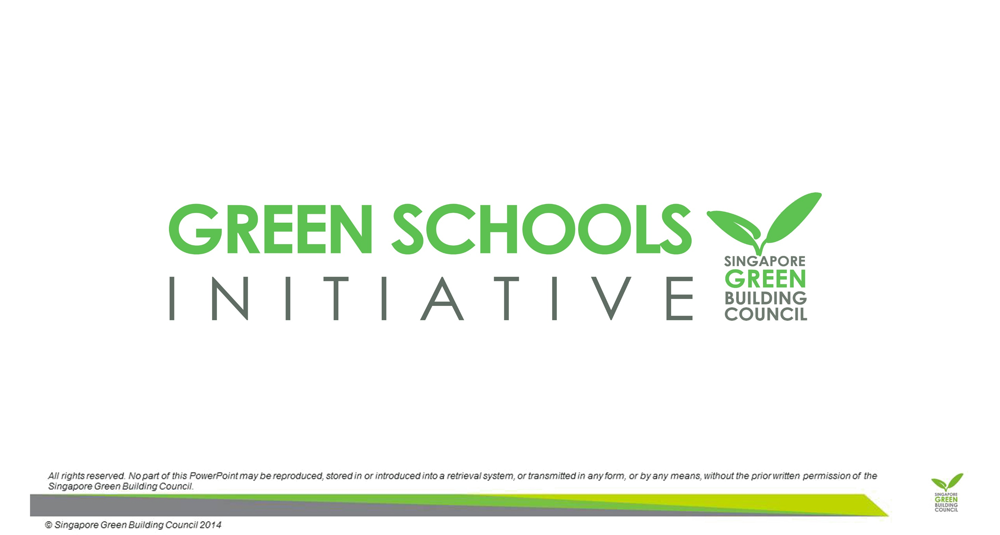 GREEN SCHOOLS
INITIATIVE
SINGAPORE
GREEN
BUILDING
COUNCIL
All rights reserved. No part of this PowerPoint may be reproduced, stored in or introduced into a retrieval system, or transmitted in any form, or by any means, without the prior written permission of the
Singapore Green Building Council.
SINGAPORE
GREEN
BUILDING
COUNCIL
© Singapore Green Building Council 2014